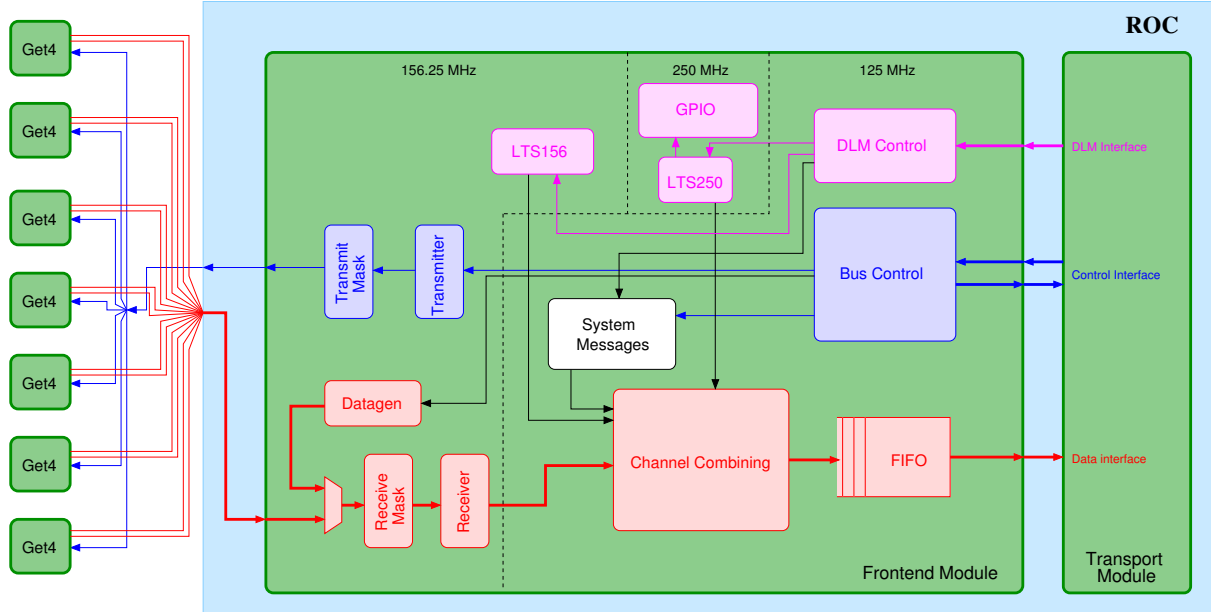 ROC
Get4
Get4
Get4
Get4
Get4
Get4
Get4
156.25 MHz
250 MHz
125 MHz
GPIO
LTS156
LTS250
DLM Control
DLM Interface
Transmit
Mask
Transmitter
Bus Control
Control Interface
System
Messages
Datagen
Channel Combining
FIFO
Data interface
Receive
Mask
Receiver
Frontend Module
Transport
Module